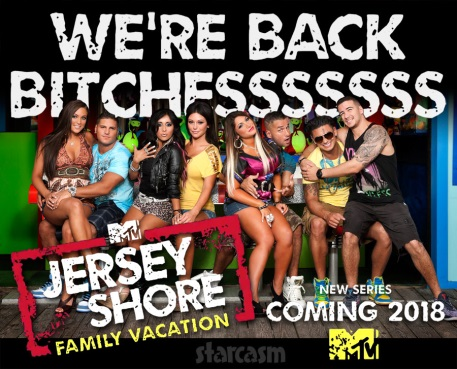 WE'RE BACK
BITCHESSSSSSS
MTV
JERSEY
SHORE
FAMILY VACATION
NEW SERIES
COMING 2018
MTV
starcasm